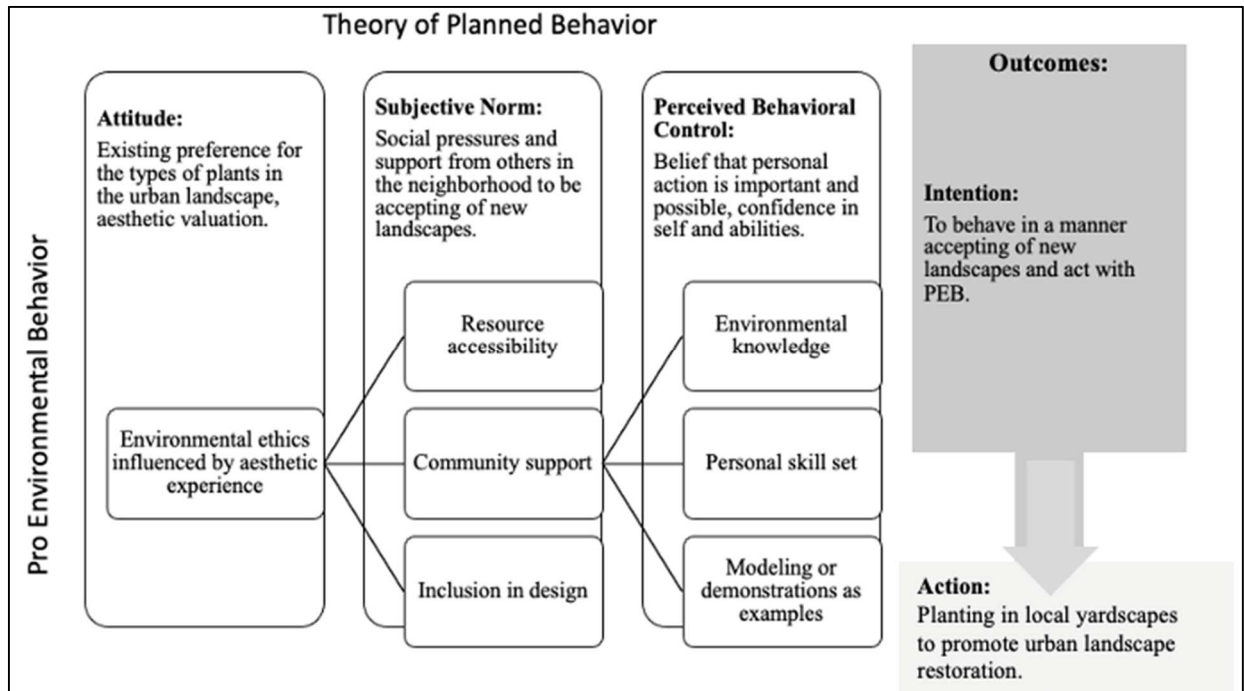 Theory of Planned Behavior
Pro Environmental Behavior
Attitude:
Existing preference for
the types of plants in
the urban landscape,
aesthetic valuation.
Environmental ethics
influenced by aesthetic
experience
Subjective Norm:
Social pressures and
support from others in
the neighborhood to be
accepting of new
landscapes.
Resource
accessibility
Community support
Inclusion in design
Perceived Behavioral
Control:
Belief that personal
action is important and
possible, confidence in
self and abilities.
Environmental
knowledge
Personal skill set
Modeling or
demonstrations as
examples
Outcomes:
Intention:
To behave in a manner
accepting of new
landscapes and act with
PEB.
Action:
Planting in local yardscapes
to promote urban landscape
restoration.